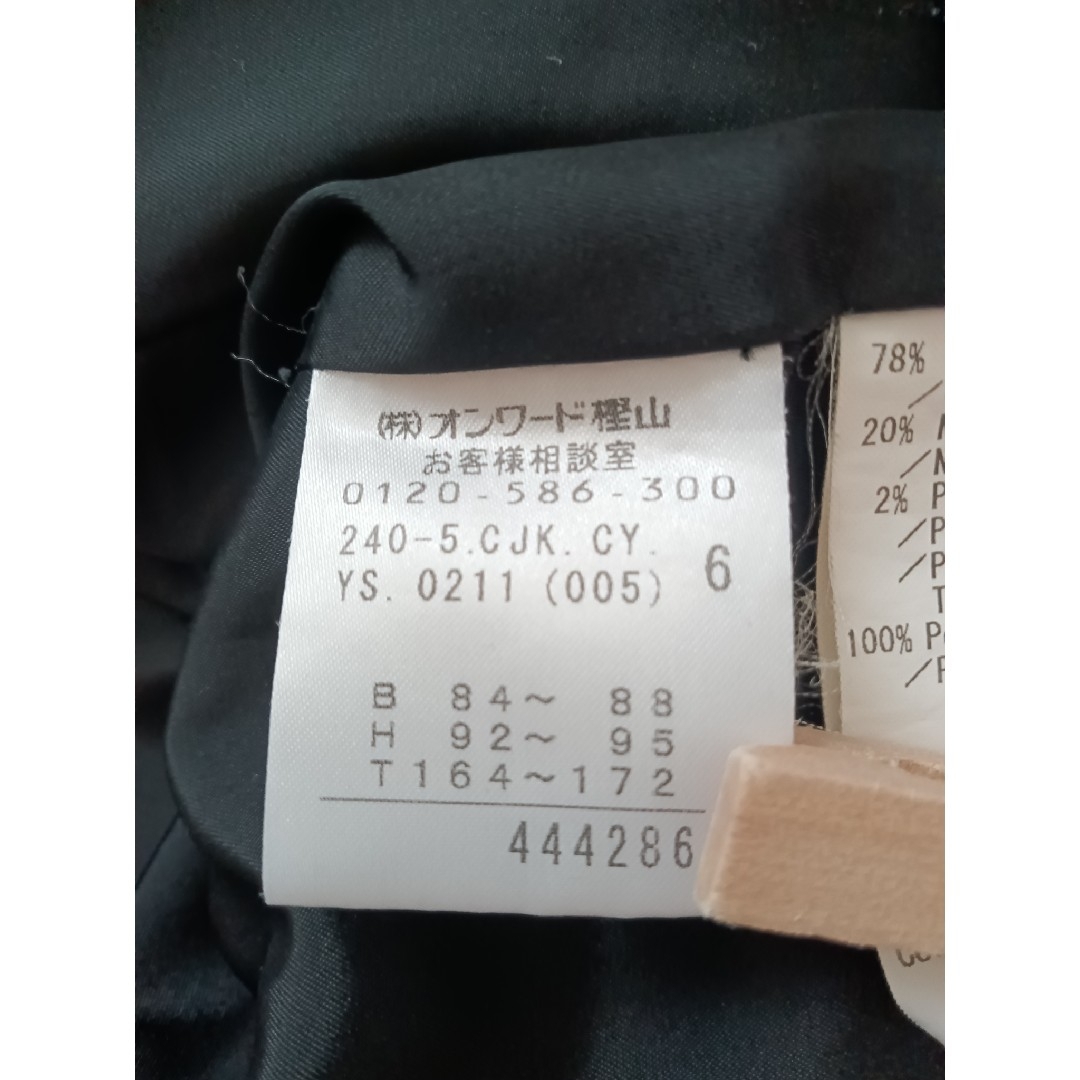 (株)オンワード樫山
お客様相談室
0120-586-300
240-5.CJK.CY.
YS.0211(005) 6
B 84~ 88
H 92~ 95
T164~172
444286
78%
/
20%
/
2% P
/P
/P
T
100%
/P